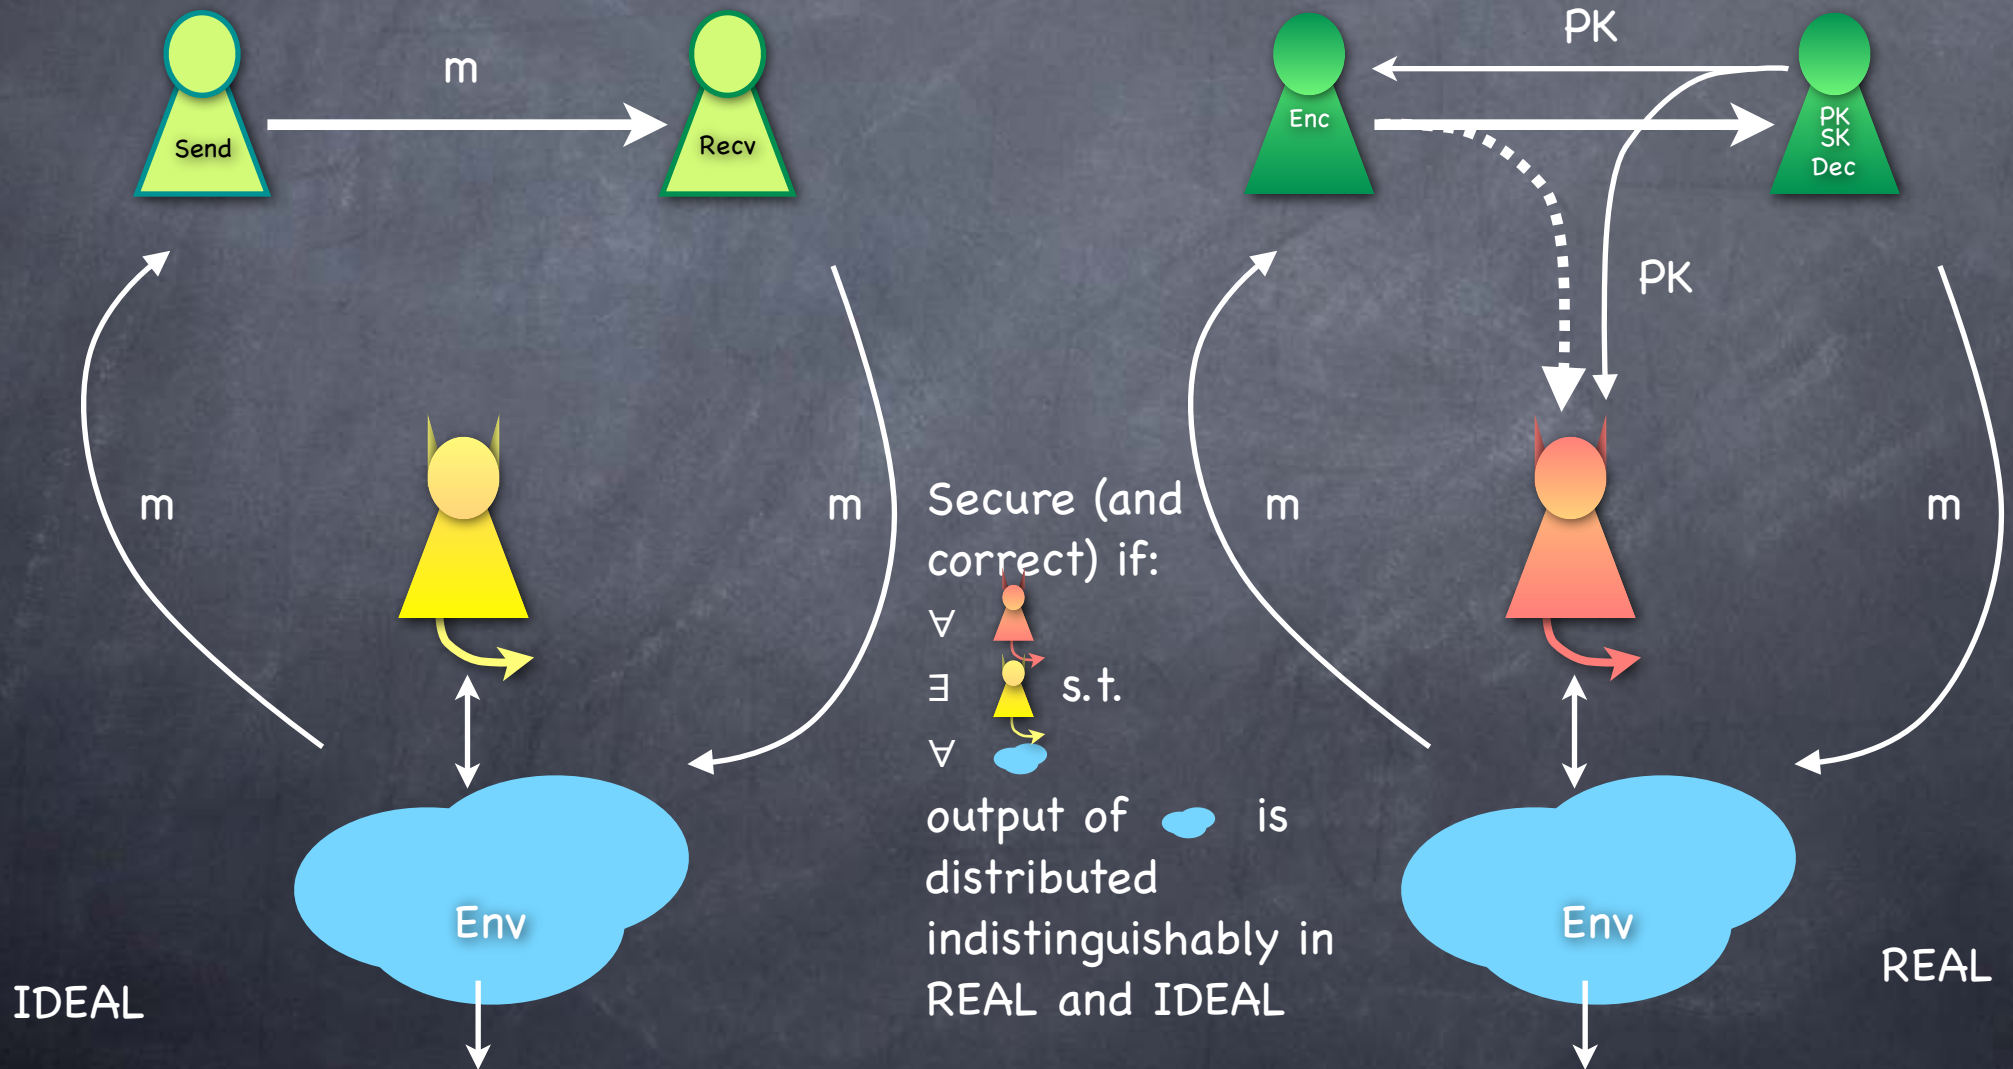 m
Send
Recv
m
m
IDEAL
Env
Secure (and
correct) if:
∀
∃ s.t.
∀
output of is
distributed
indistinguishably in
REAL and IDEAL
PK
Enc
PK
SK
Dec
PK
m
m
Env
REAL